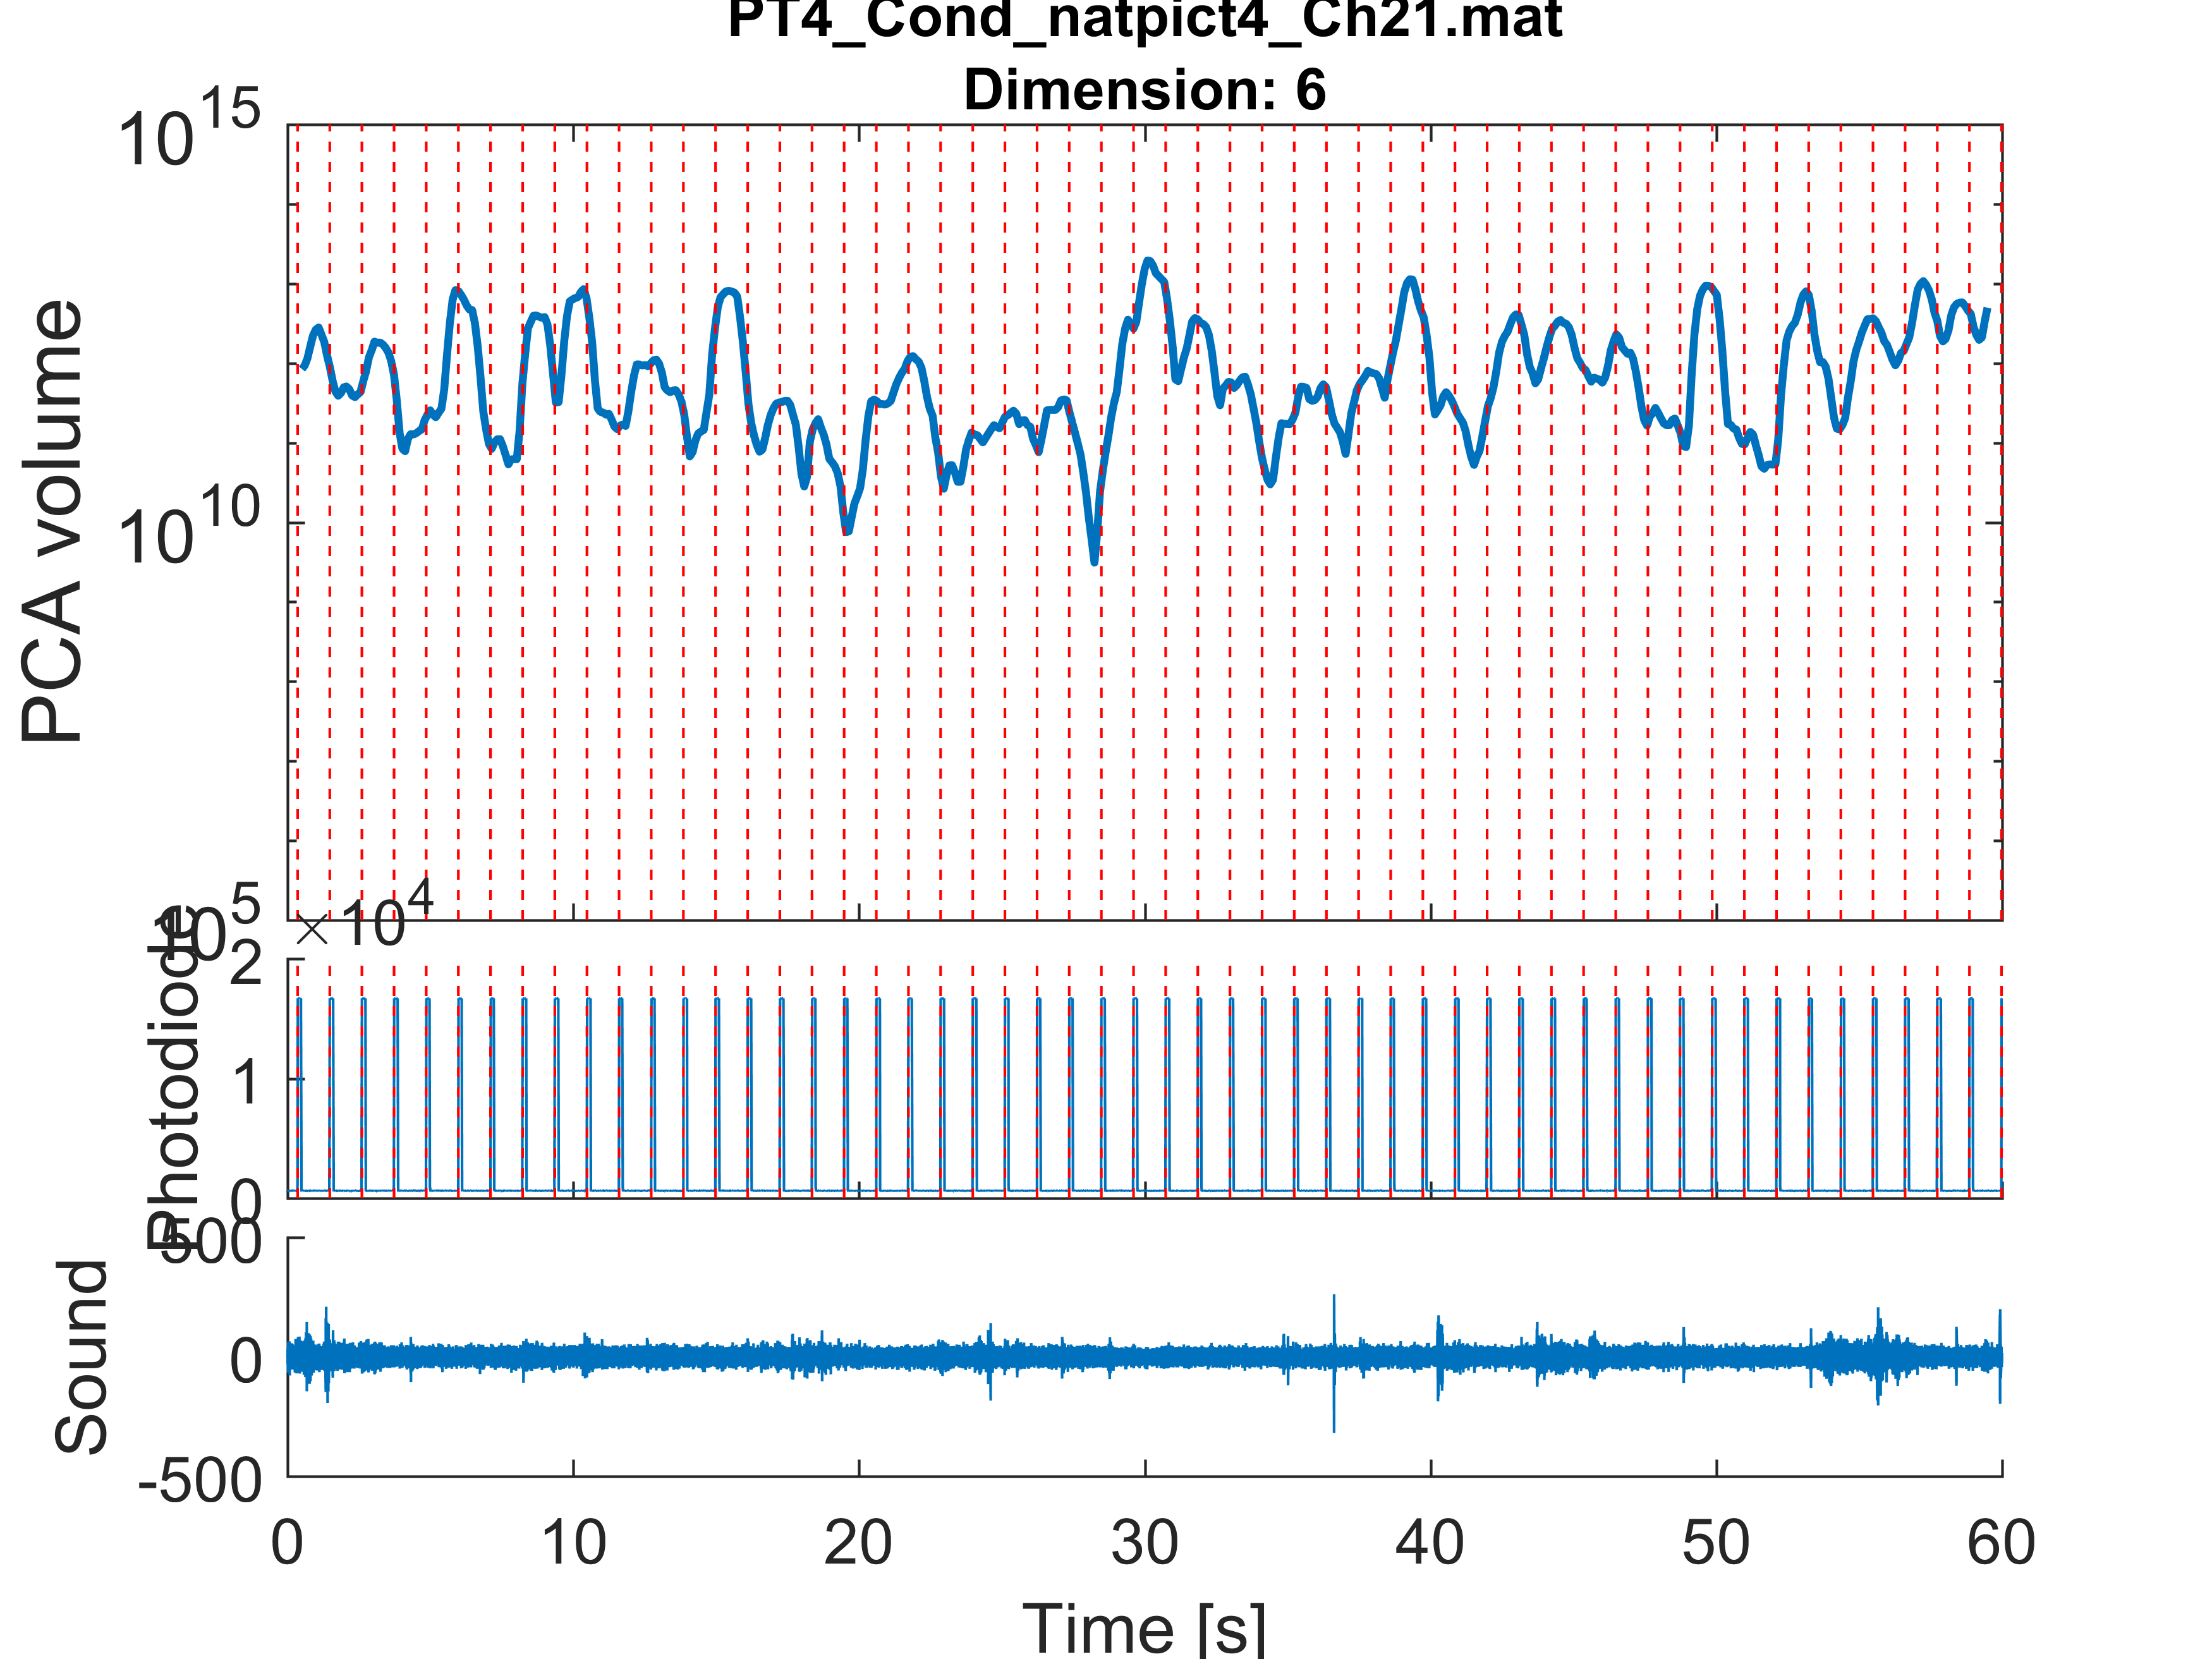 PT4_Cond_natpict4_Ch21.mat
Dimension: 6
10^15
10^10
10^5
PCA volume
×10^4
2
1
0
Photodiode
500
0
-500
Sound
0 10 20 30 40 50 60
Time [s]